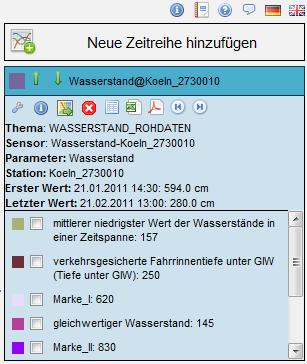 Neue Zeitreihe hinzufügen
Wasserstand@Koeln_2730010
Thema: WASSERSTAND_ROHDATEN
Sensor: Wasserstand-Koeln_2730010
Parameter: Wasserstand
Station: Koeln_2730010
Erster Wert: 21.01.2011 14:30: 594.0 cm
Letzter Wert: 21.02.2011 13:00: 280.0 cm
mittlerer niedrigster Wert der Wasserstände in
einer Zeitspanne: 157
verkehrsgesicherte Fahrrinnentiefe unter GlW
(Tiefe unter GlW): 250
Marke_I: 620
gleichwertiger Wasserstand: 145
Marke_II: 830